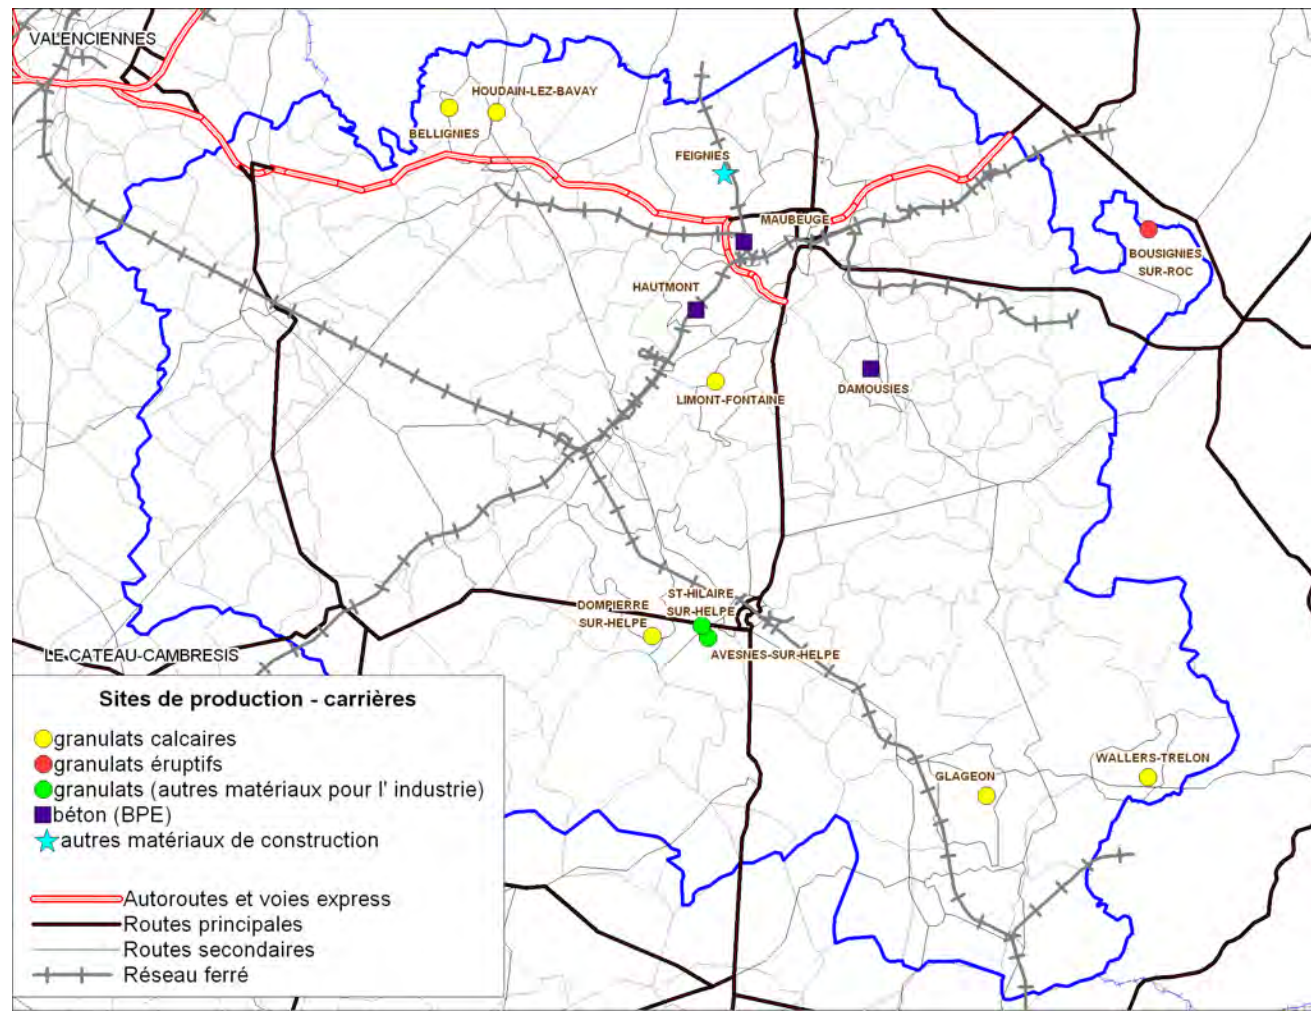 VALENCIENNES
HOUDAIN-LEZ-BAVAY
BELLIGNIES
FEIGNIES
MAUBEUGE
BOUSIGNIES
SUR-ROC
HAUTMONT
DAMOUSIES
LIMONT-FONTAINE
ST-HILAIRE
SUR-HELPE
DOMPIERRE
SUR-HELPE
AVESNES-SUR-HELPE
LE CATEAU-CAMBRESIS
WALLERS-TRELON
GLAGEON
Sites de production - carrières
granulats calcaires
granulats éruptifs
granulats (autres matériaux pour l' industrie)
béton (BPE)
autres matériaux de construction
Autoroutes et voies express
Routes principales
Routes secondaires
Réseau ferré